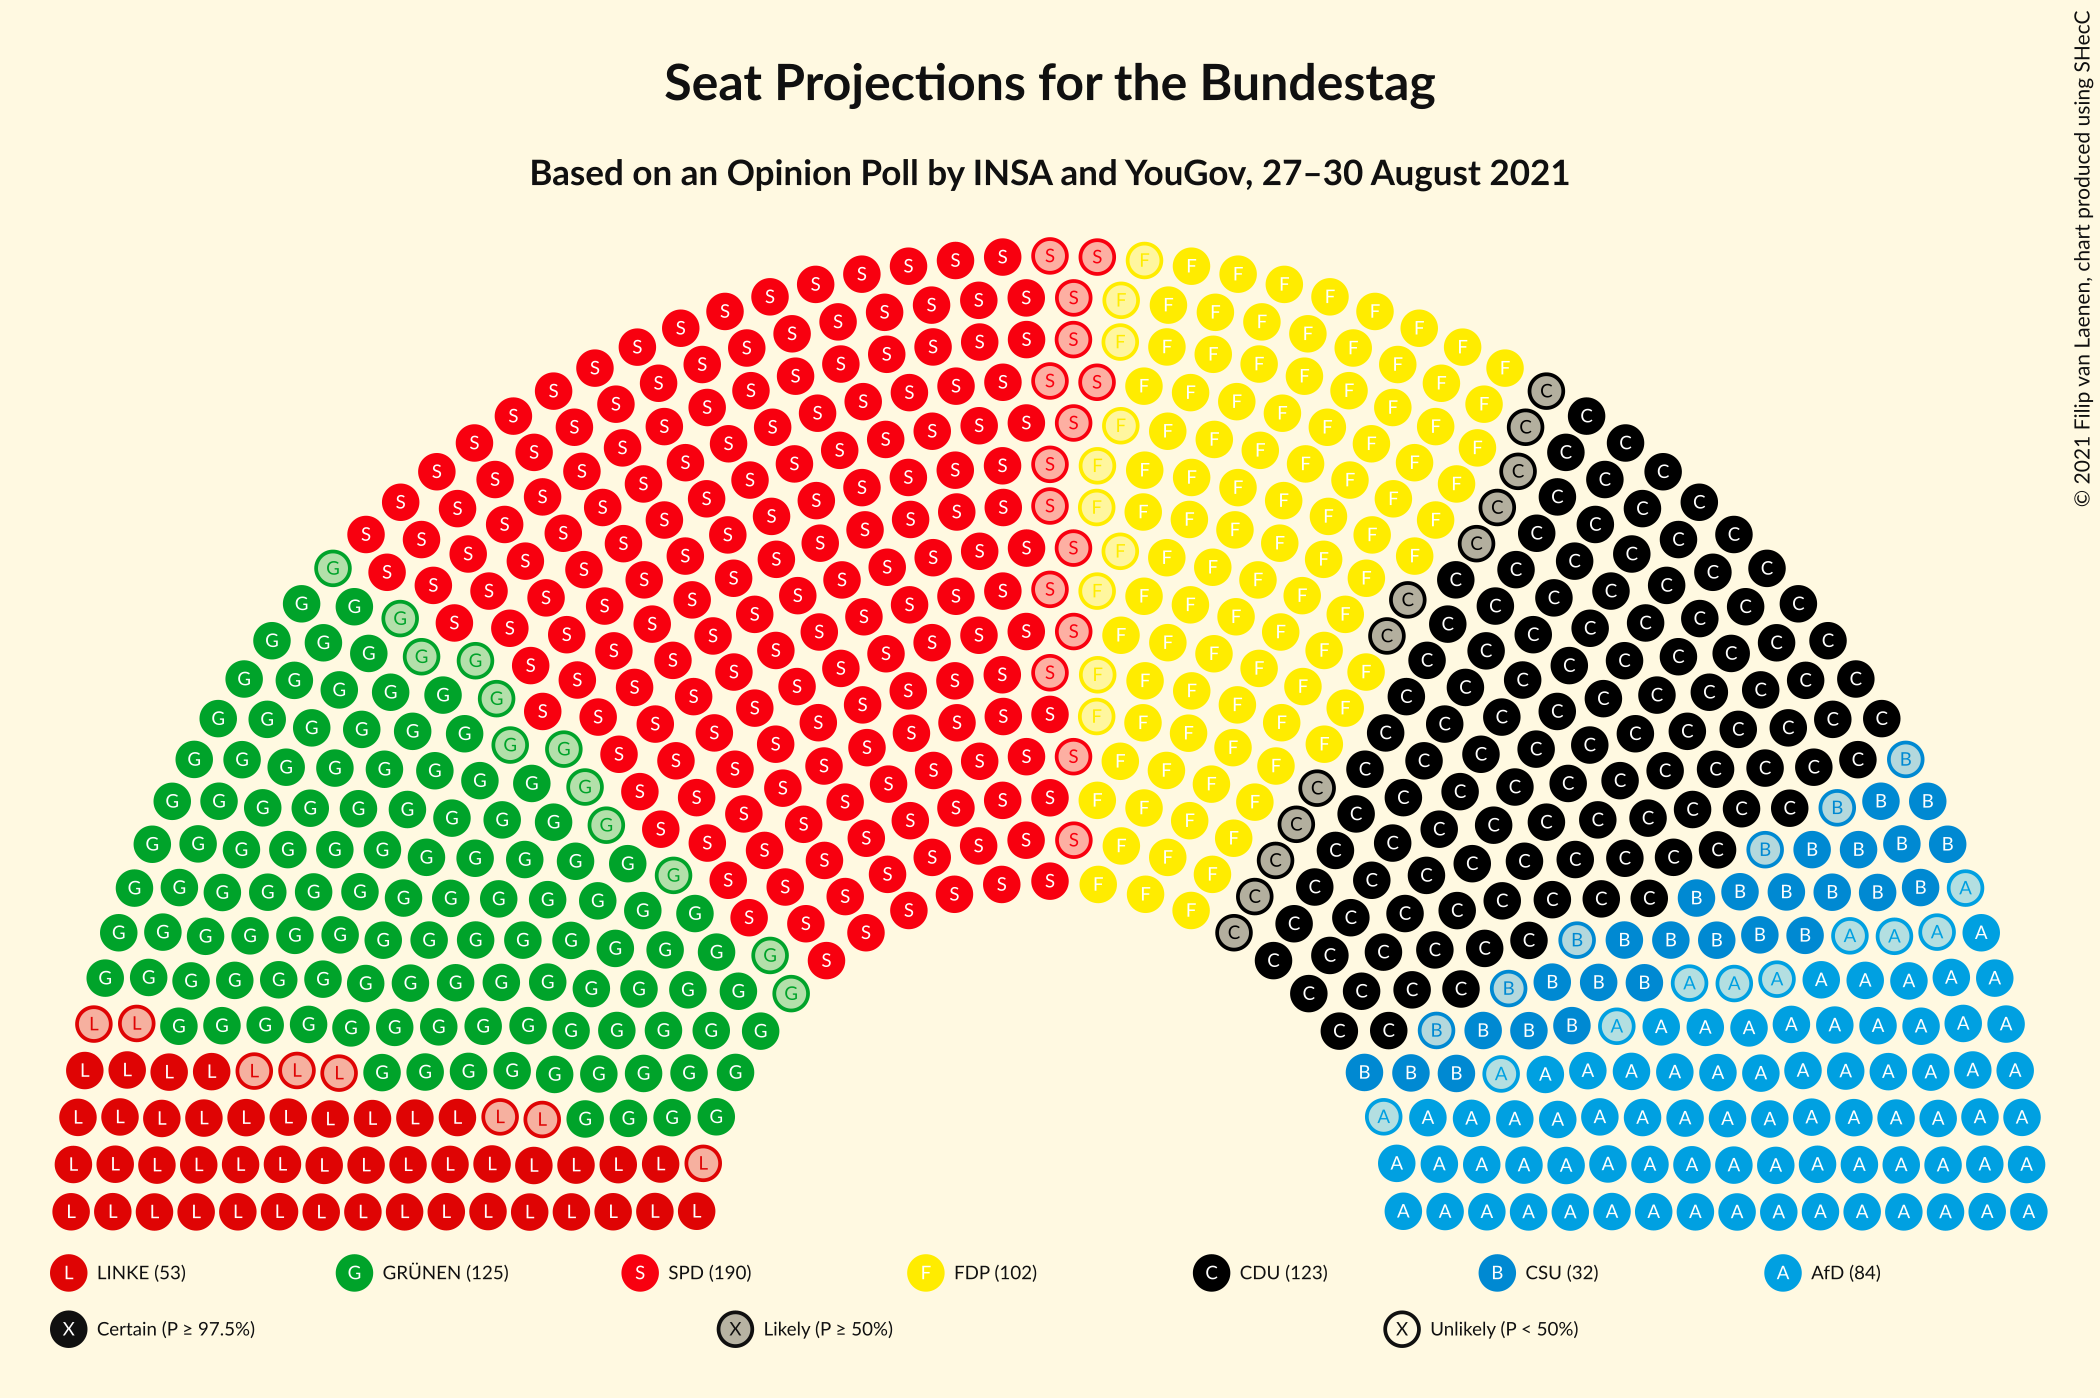 Seat Projections for the Bundestag
Based on an Opinion Poll by INSA and YouGov, 27–30 August 2021
© 2021 Filip van Laenen, chart produced using SHecC
L LINKE (53)
G GRÜNEN (125)
S SPD (190)
F FDP (102)
C CDU (123)
B CSU (32)
A AfD (84)
X Certain (P ≥ 97.5%)
X Likely (P ≥ 50%)
X Unlikely (P < 50%)